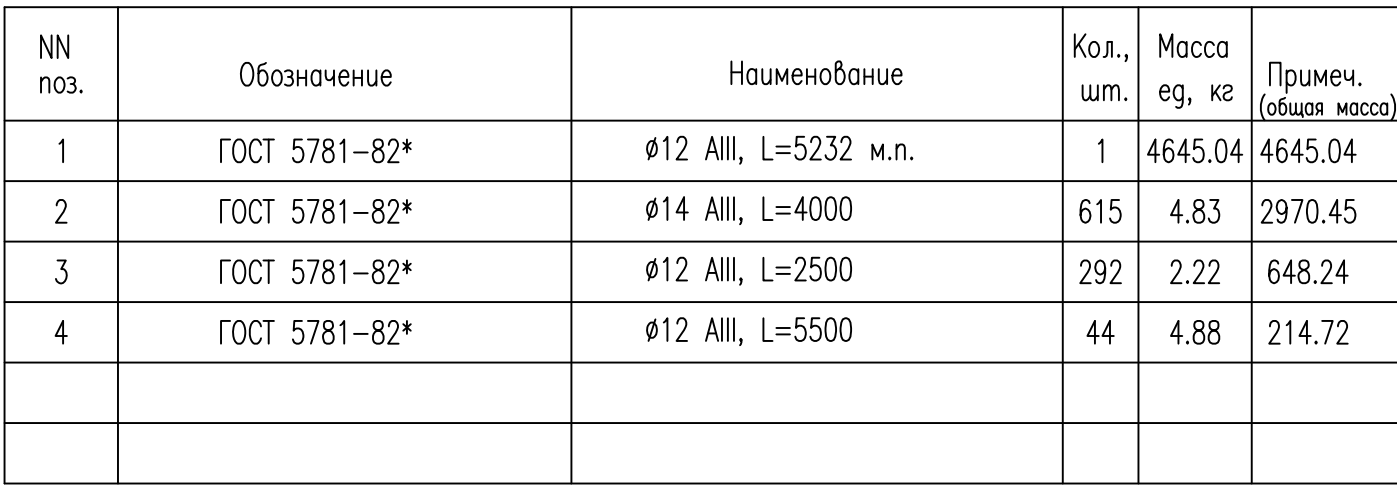 NN поз. Обозначение Наименование Кол., шт. Масса ед, кг Примеч. (общая масса)
1 ГОСТ 5781-82* ø12 AIII, L=5232 м.п. 1 4645.04 4645.04
2 ГОСТ 5781-82* ø14 AIII, L=4000 615 4.83 2970.45
3 ГОСТ 5781-82* ø12 AIII, L=2500 292 2.22 648.24
4 ГОСТ 5781-82* ø12 AIII, L=5500 44 4.88 214.72